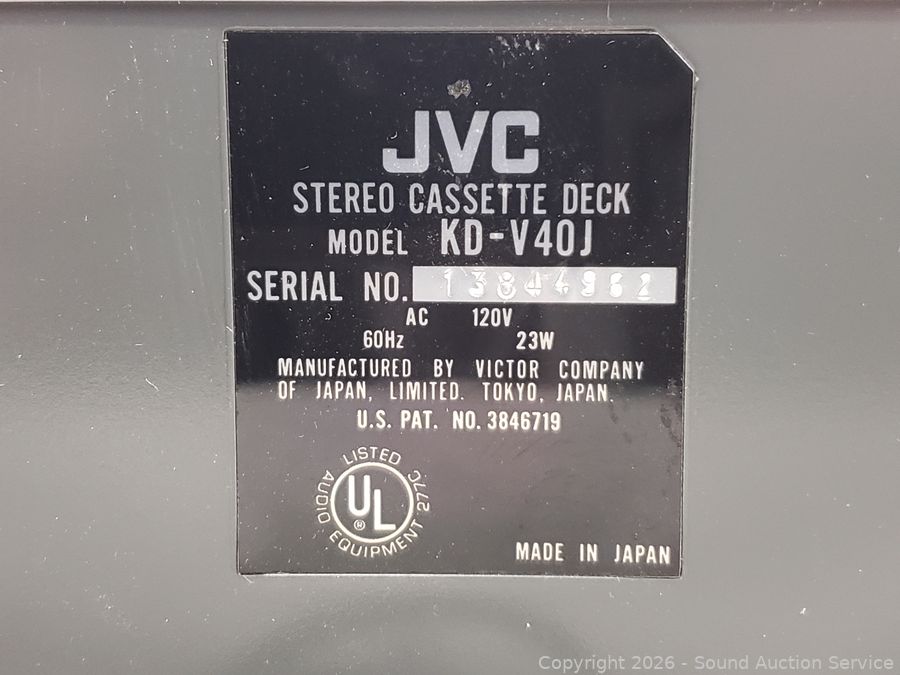 JVC
STEREO CASSETTE DECK
MODEL KD-V40J
SERIAL NO. 13844962
AC 120V
60Hz 23W
MANUFACTURED BY VICTOR COMPANY
OF JAPAN, LIMITED. TOKYO, JAPAN.
U.S. PAT. NO. 3846719
LISTED
UL ®
AUDIO EQUIPMENT 277C
MADE IN JAPAN
Copyright 2026 - Sound Auction Service